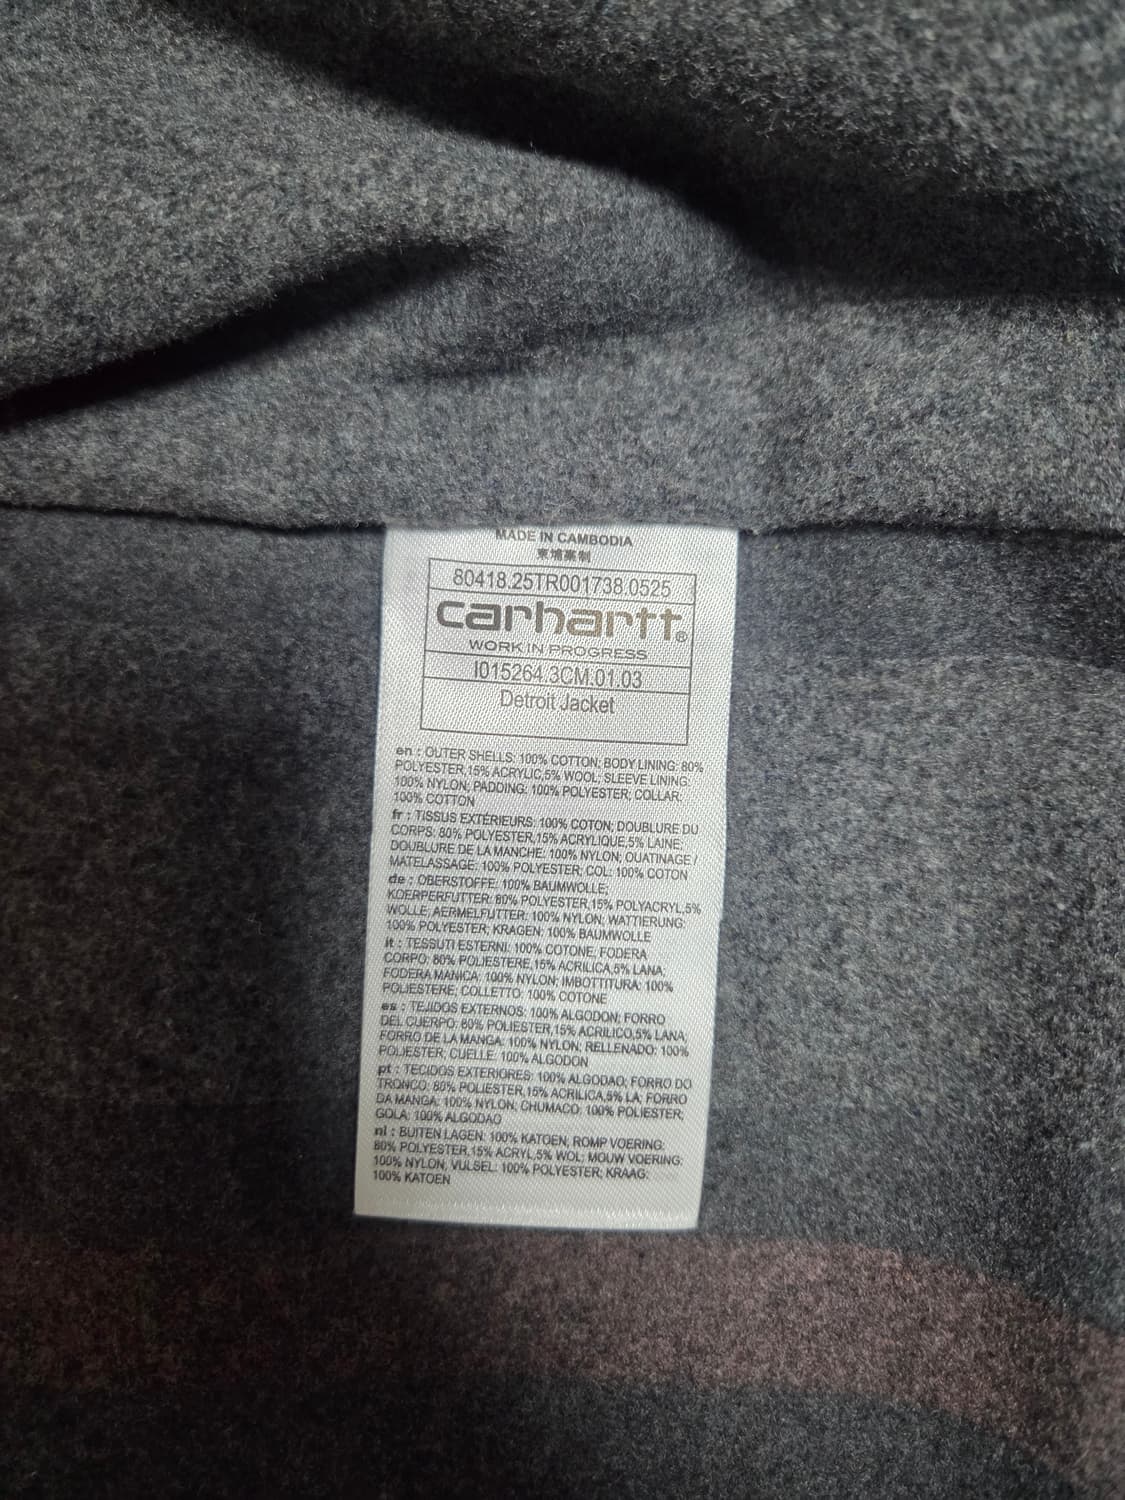 MADE IN CAMBODIA
柬埔寨制
80418.25TR001738.0525
carhartt®
WORK IN PROGRESS
I015264.3CM.01.03
Detroit Jacket
en : OUTER SHELLS: 100% COTTON; BODY LINING: 80%
POLYESTER,15% ACRYLIC,5% WOOL; SLEEVE LINING:
100% NYLON; PADDING: 100% POLYESTER; COLLAR:
100% COTTON
fr : TISSUS EXTÉRIEURS: 100% COTON; DOUBLURE DU
CORPS: 80% POLYESTER,15% ACRYLIQUE,5% LAINE;
DOUBLURE DE LA MANCHE: 100% NYLON; OUATINAGE /
MATELASSAGE: 100% POLYESTER; COL: 100% COTON
de : OBERSTOFFE: 100% BAUMWOLLE;
KOERPERFUTTER: 80% POLYESTER,15% POLYACRYL,5%
WOLLE; AERMELFUTTER: 100% NYLON; WATTIERUNG:
100% POLYESTER; KRAGEN: 100% BAUMWOLLE
it : TESSUTI ESTERNI: 100% COTONE; FODERA
CORPO: 80% POLIESTERE,15% ACRILICA,5% LANA;
FODERA MANICA: 100% NYLON; IMBOTTITURA: 100%
POLIESTERE; COLLETTO: 100% COTONE
es : TEJIDOS EXTERNOS: 100% ALGODON; FORRO
DEL CUERPO: 80% POLIESTER,15% ACRILICO,5% LANA;
FORRO DE LA MANGA: 100% NYLON; RELLENADO: 100%
POLIESTER; CUELLE: 100% ALGODON
pt : TECIDOS EXTERIORES: 100% ALGODAO; FORRO DO
TRONCO: 80% POLIESTER,15% ACRILICO,5% LA; FORRO
DA MANGA: 100% NYLON; CHUMACO: 100% POLIESTER;
GOLA: 100% ALGODAO
nl : BUITEN LAGEN: 100% KATOEN; ROMP VOERING:
80% POLYESTER,15% ACRYL,5% WOL; MOUW VOERING:
100% NYLON; VULSEL: 100% POLYESTER; KRAAG:
100% KATOEN